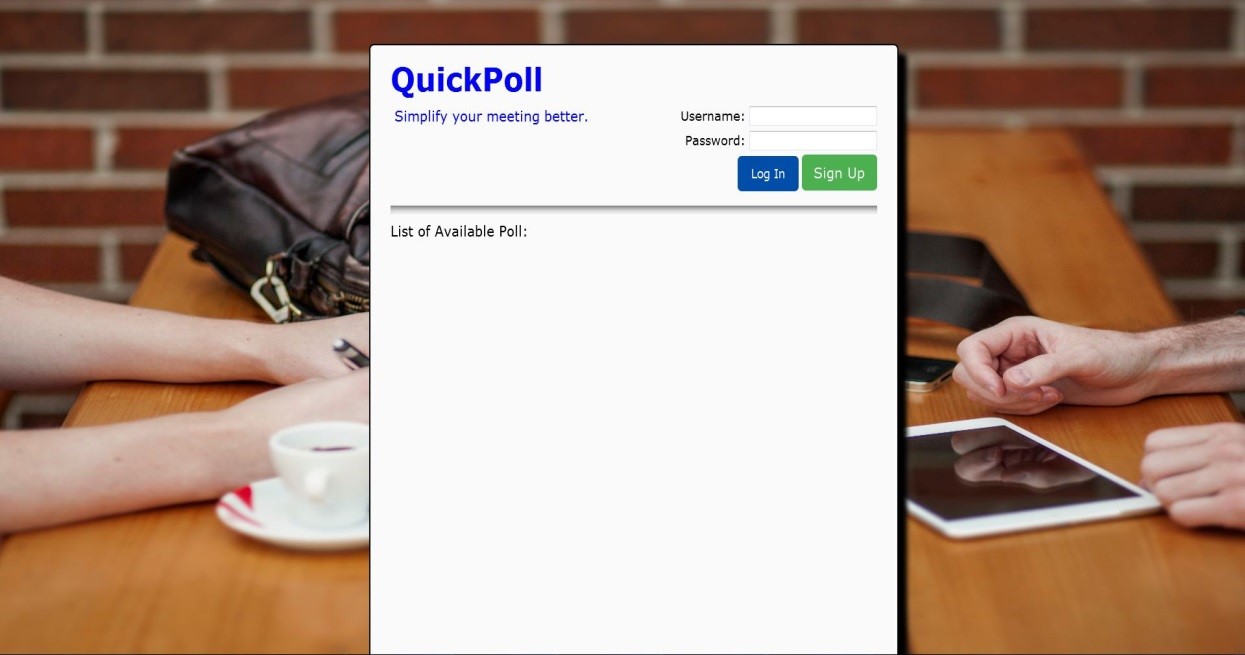 QuickPoll
Simplify your meeting better.
Username:
Password:
Log In Sign Up
List of Available Poll: